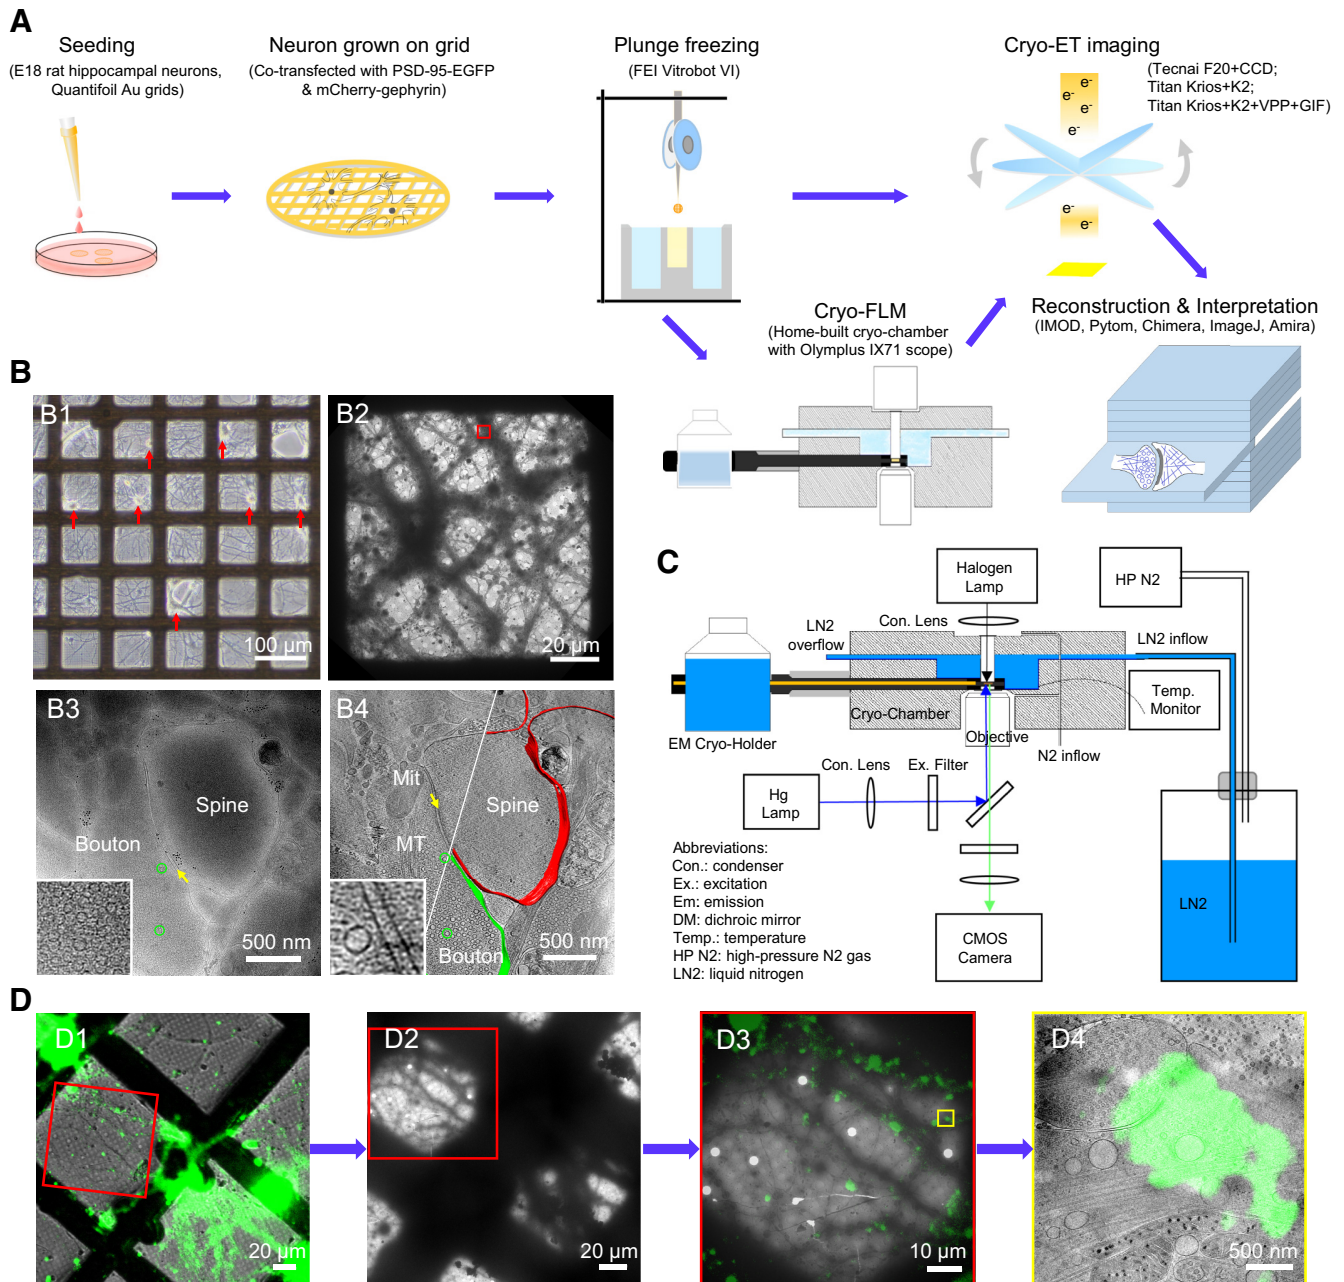 A
Seeding
(E18 rat hippocampal neurons,
Quantifoil Au grids)
Neuron grown on grid
(Co-transfected with PSD-95-EGFP
& mCherry-gephyrin)
Plunge freezing
(FEI Vitrobot VI)
Cryo-ET imaging
(Tecnai F20+CCD;
Titan Krios+K2;
Titan Krios+K2+VPP+GIF)
e-
e-
e-
e-
e-
e-
Cryo-FLM
(Home-built cryo-chamber
with Olymplus IX71 scope)
Reconstruction & Interpretation
(IMOD, Pytom, Chimera, ImageJ, Amira)
B
B1
100 µm
B2
20 µm
B3
Spine
Bouton
500 nm
B4
Mit
Spine
MT
Bouton
500 nm
C
Halogen
Lamp
HP N2
Con. Lens
LN2
overflow
LN2 inflow
Temp.
Monitor
Cryo-Chamber
EM Cryo-Holder
Objective
N2 inflow
Con. Lens
Ex. Filter
Hg
Lamp
Abbreviations:
Con.: condenser
Ex.: excitation
Em: emission
DM: dichroic mirror
Temp.: temperature
HP N2: high-pressure N2 gas
LN2: liquid nitrogen
CMOS
Camera
LN2
D
D1
20 µm
D2
20 µm
D3
10 µm
D4
500 nm